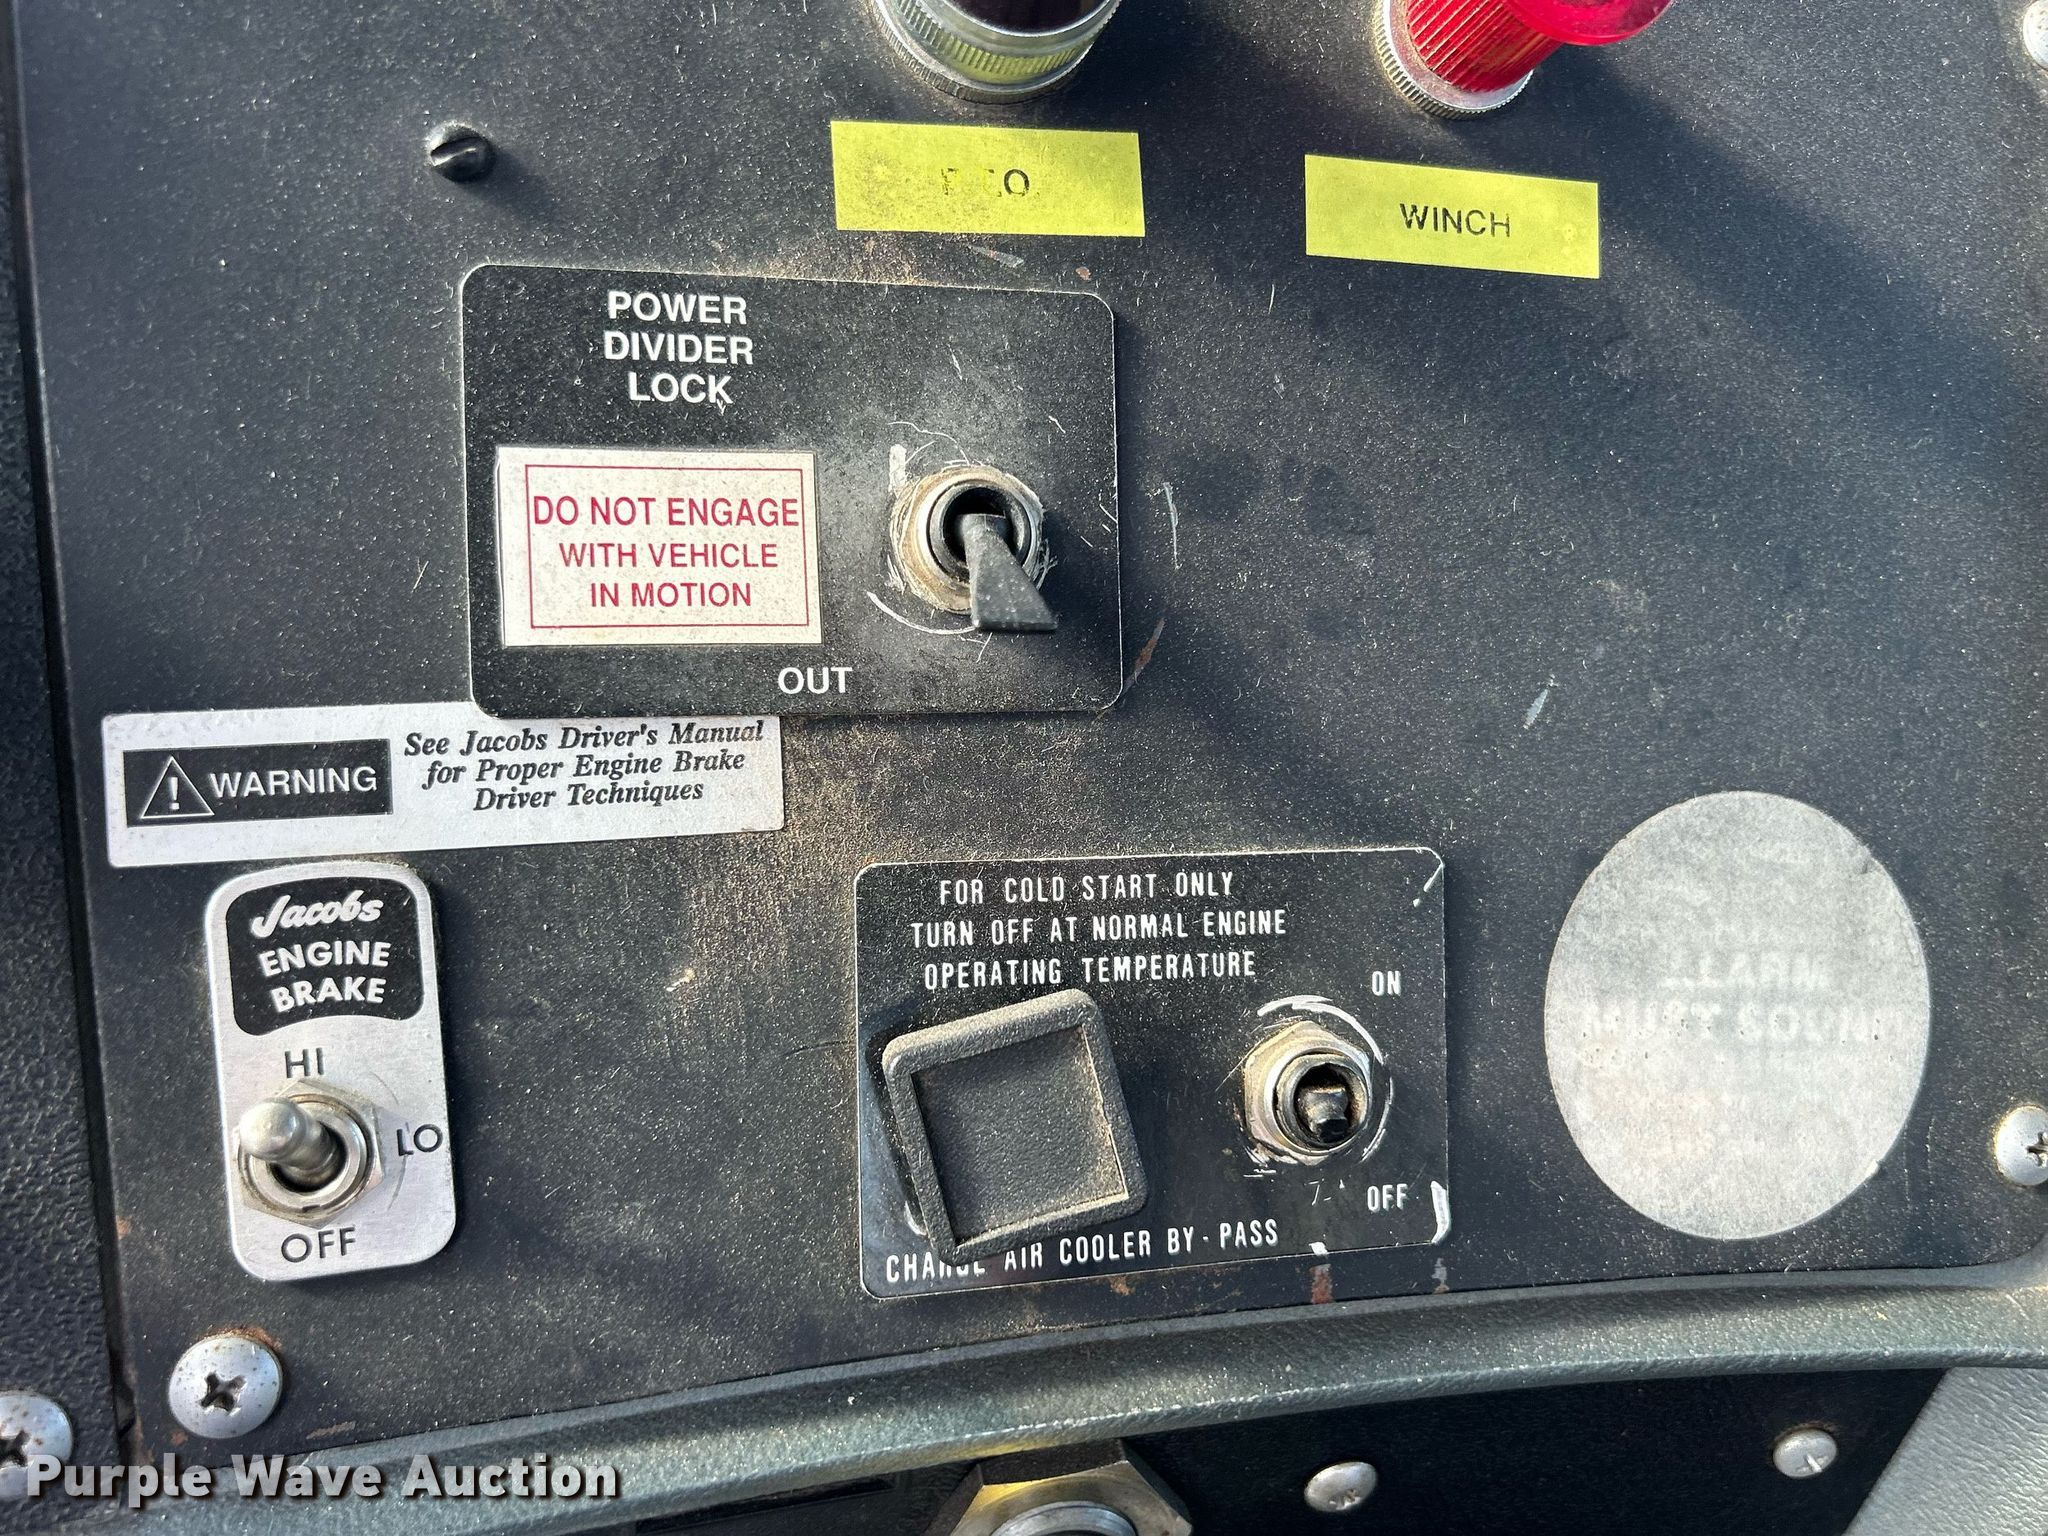 WINCH
POWER
DIVIDER
LOCK
DO NOT ENGAGE
WITH VEHICLE
IN MOTION
OUT
WARNING
See Jacobs Driver's Manual
for Proper Engine Brake
Driver Techniques
Jacobs
ENGINE
BRAKE
HI
LO
OFF
FOR COLD START ONLY
TURN OFF AT NORMAL ENGINE
OPERATING TEMPERATURE
ON
OFF
CHARGE AIR COOLER BY-PASS
Purple Wave Auction